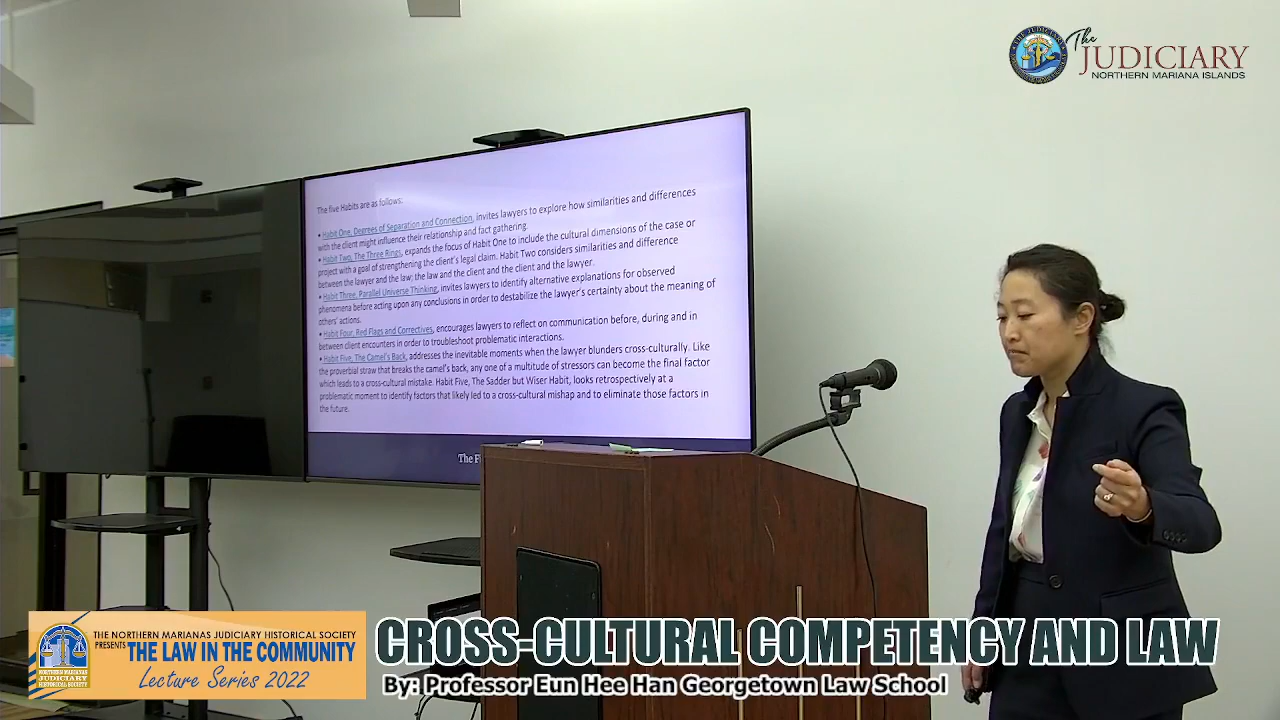 The
JUDICIARY
NORTHERN MARIANA ISLANDS
The five Habits are as follows:
• Habit One, Degrees of Separation and Connection, invites lawyers to explore how similarities and differences
with the client might influence their relationship and fact gathering.
• Habit Two, The Three Rings, expands the focus of Habit One to include the cultural dimensions of the case or
project with a goal of strengthening the client's legal claim. Habit Two considers similarities and difference
between the lawyer and the law; the law and the client and the client and the lawyer.
• Habit Three, Parallel Universe Thinking, invites lawyers to identify alternative explanations for observed
phenomena before acting upon any conclusions in order to destabilize the lawyer's certainty about the meaning of
others' actions.
• Habit Four, Red Flags and Correctives, encourages lawyers to reflect on communication before, during and in
between client encounters in order to troubleshoot problematic interactions.
• Habit Five, The Camel's Back, addresses the inevitable moments when the lawyer blunders cross-culturally. Like
the proverbial straw that breaks the camel's back, any one of a multitude of stressors can become the final factor
which leads to a cross-cultural mistake. Habit Five, The Sadder but Wiser Habit, looks retrospectively at a
problematic moment to identify factors that likely led to a cross-cultural mishap and to eliminate those factors in
the future.
The
THE NORTHERN MARIANAS JUDICIARY HISTORICAL SOCIETY
PRESENTS THE LAW IN THE COMMUNITY
Lecture Series 2022
NORTHERN MARIANAS
JUDICIARY
HISTORICAL SOCIETY
CROSS-CULTURAL COMPETENCY AND LAW
By: Professor Eun Hee Han Georgetown Law School